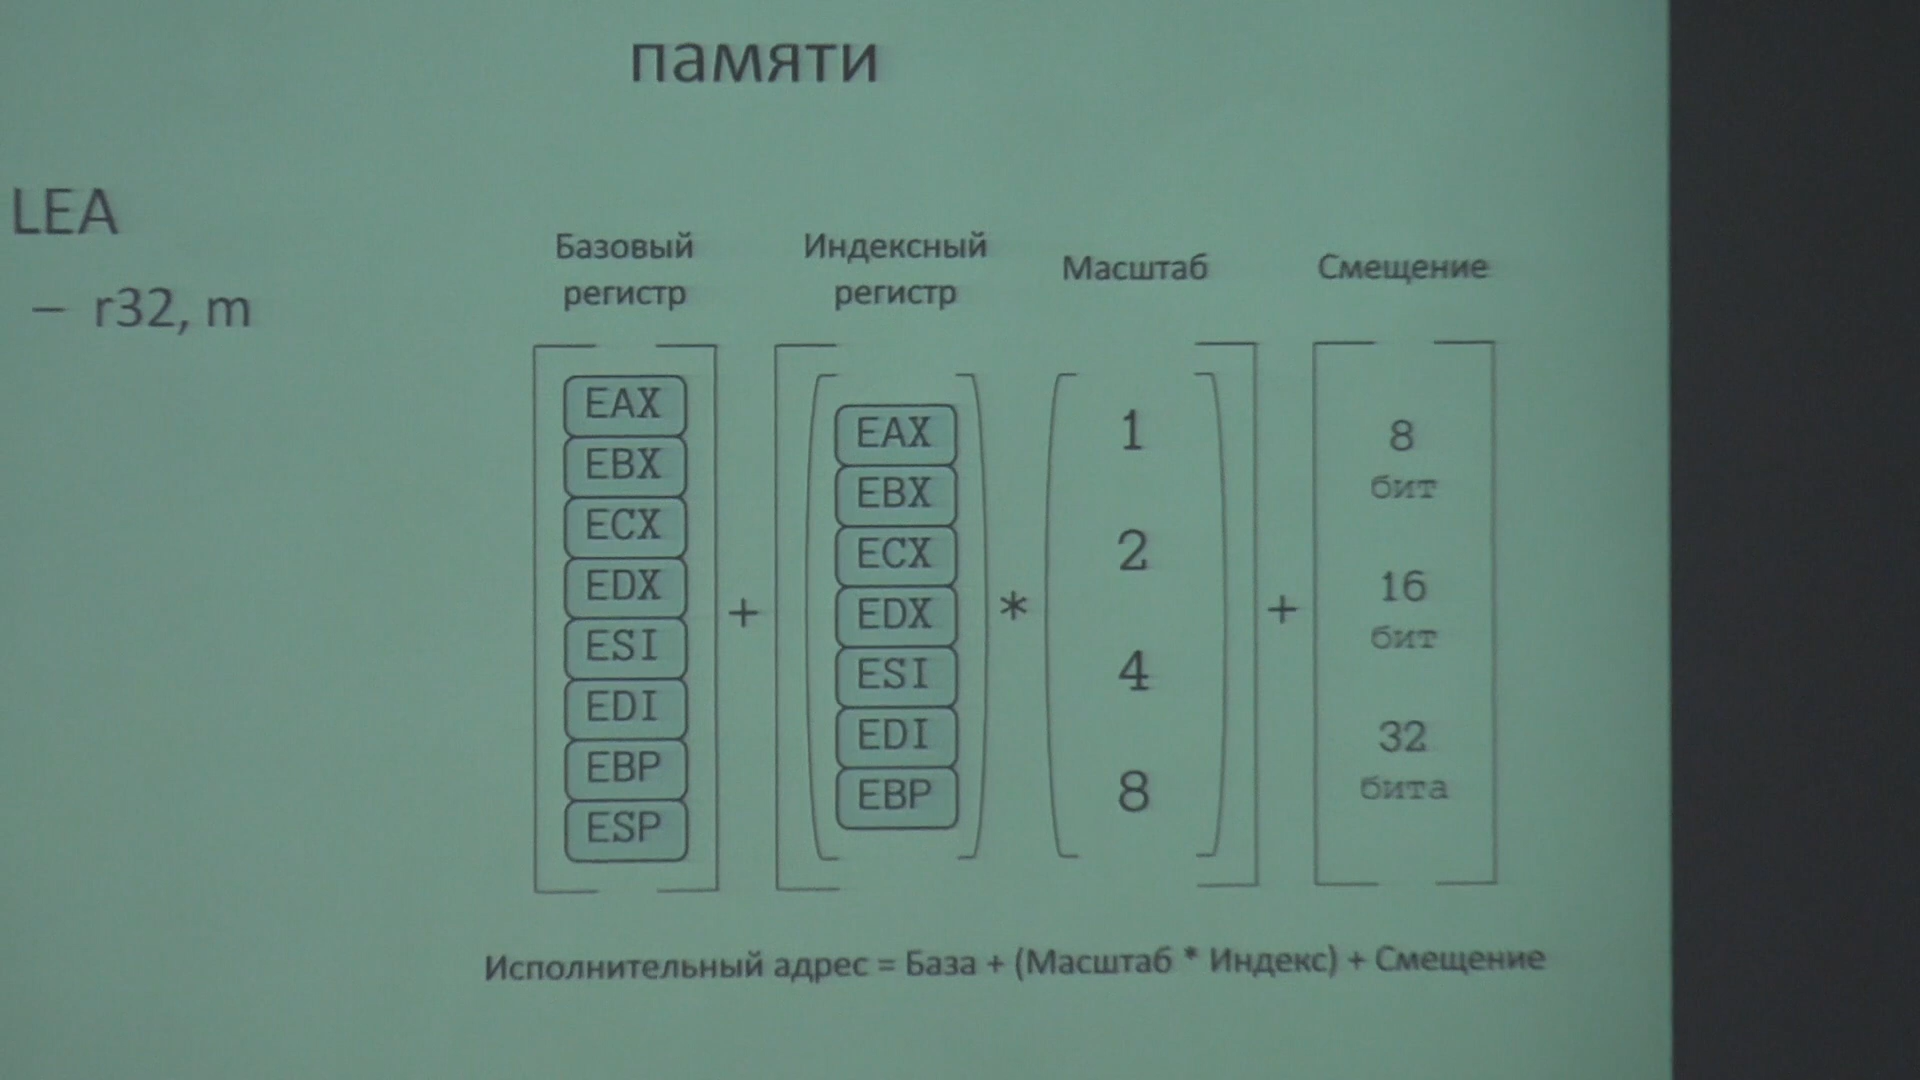 памяти
LEA
– r32, m
Базовый регистр
Индексный регистр
Масштаб
Смещение
EAX
EBX
ECX
EDX
ESI
EDI
EBP
ESP
+
EAX
EBX
ECX
EDX
ESI
EDI
EBP
*
1
2
4
8
+
8
бит
16
бит
32
бита
Исполнительный адрес = База + (Масштаб * Индекс) + Смещение